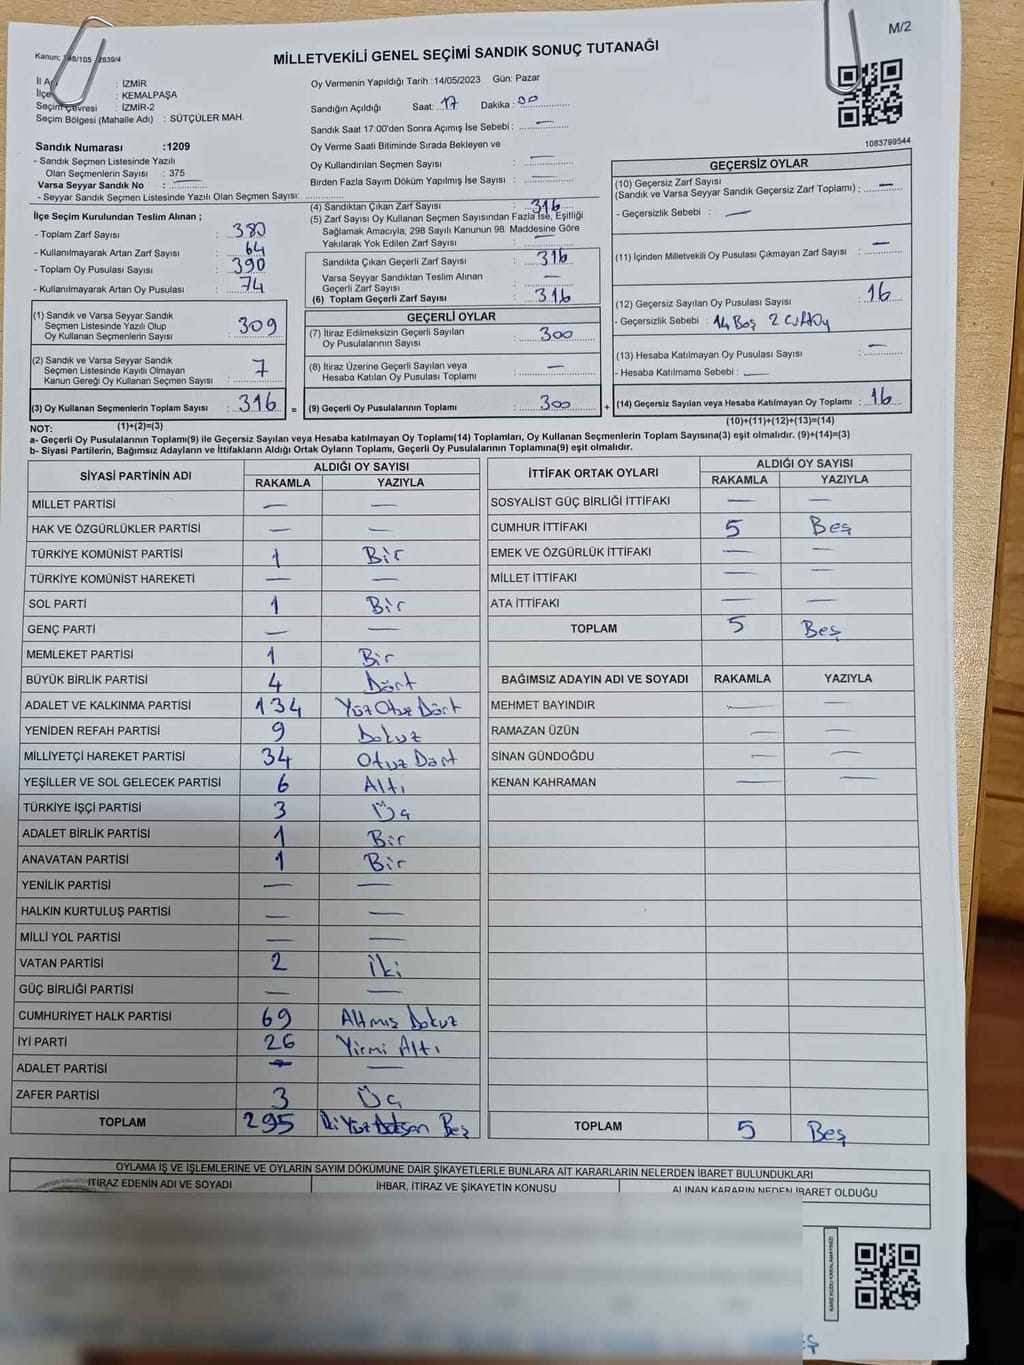 M/2
Kanun; 298/105 2839/4
MİLLETVEKİLİ GENEL SEÇİMİ SANDIK SONUÇ TUTANAĞI
İl Adı : İZMİR
İlçe : KEMALPAŞA
Seçim Çevresi : İZMİR-2
Seçim Bölgesi (Mahalle Adı) : SÜTÇÜLER MAH.
Oy Vermenin Yapıldığı Tarih : 14/05/2023 Gün: Pazar
Sandığın Açıldığı Saat: 17 Dakika : 00
Sandık Saat 17:00'den Sonra Açımış İse Sebebi : —
Oy Verme Saati Bitiminde Sırada Bekleyen ve
Oy Kullandırılan Seçmen Sayısı : —
Birden Fazla Sayım Döküm Yapılmış İse Sayısı : —
1083799544
Sandık Numarası :1209
- Sandık Seçmen Listesinde Yazılı
Olan Seçmenlerin Sayısı : 375
Varsa Seyyar Sandık No : —
- Seyyar Sandık Seçmen Listesinde Yazılı Olan Seçmen Sayısı:
İlçe Seçim Kurulundan Teslim Alınan ;
- Toplam Zarf Sayısı : 380
- Kullanılmayarak Artan Zarf Sayısı : 64
- Toplam Oy Pusulası Sayısı : 390
- Kullanılmayarak Artan Oy Pusulası : 74
(1) Sandık ve Varsa Seyyar Sandık
Seçmen Listesinde Yazılı Olup
Oy Kullanan Seçmenlerin Sayısı : 309
(2) Sandık ve Varsa Seyyar Sandık
Seçmen Listesinde Kayıtlı Olmayan
Kanun Gereği Oy Kullanan Seçmen Sayısı : 7
(3) Oy Kullanan Seçmenlerin Toplam Sayısı : 316 =
(1)+(2)=(3)
(4) Sandıktan Çıkan Zarf Sayısı : 316
(5) Zarf Sayısı Oy Kullanan Seçmen Sayısından Fazla İse, Eşitliği
Sağlamak Amacıyla; 298 Sayılı Kanunun 98. Maddesine Göre
Yakılarak Yok Edilen Zarf Sayısı : —
Sandıkta Çıkan Geçerli Zarf Sayısı : 316
Varsa Seyyar Sandıktan Teslim Alınan
Geçerli Zarf Sayısı : —
(6) Toplam Geçerli Zarf Sayısı : 316
GEÇERLİ OYLAR
(7) İtiraz Edilmeksizin Geçerli Sayılan
Oy Pusulalarının Sayısı : 300
(8) İtiraz Üzerine Geçerli Sayılan veya
Hesaba Katılan Oy Pusulası Toplamı : —
(9) Geçerli Oy Pusulalarının Toplamı : 300 +
GEÇERSİZ OYLAR
(10) Geçersiz Zarf Sayısı
(Sandık ve Varsa Seyyar Sandık Geçersiz Zarf Toplamı) : —
- Geçersizlik Sebebi : —
(11) İçinden Milletvekili Oy Pusulası Çıkmayan Zarf Sayısı : —
(12) Geçersiz Sayılan Oy Pusulası Sayısı : 16
- Geçersizlik Sebebi : 14 Boş 2 Çift Oy
(13) Hesaba Katılmayan Oy Pusulası Sayısı : —
- Hesaba Katılmama Sebebi : —
(14) Geçersiz Sayılan veya Hesaba Katılmayan Oy Toplamı : 16
(10)+(11)+(12)+(13)=(14)
NOT:
a- Geçerli Oy Pusulalarının Toplamı(9) ile Geçersiz Sayılan veya Hesaba katılmayan Oy Toplamı(14) Toplamları, Oy Kullanan Seçmenlerin Toplam Sayısına(3) eşit olmalıdır. (9)+(14)=(3)
b- Siyasi Partilerin, Bağımsız Adayların ve İttifakların Aldığı Ortak Oyların Toplamı, Geçerli Oy Pusulalarının Toplamına(9) eşit olmalıdır.
SİYASİ PARTİNİN ADI ALDIĞI OY SAYISI
RAKAMLA YAZIYLA
MİLLET PARTİSİ — —
HAK VE ÖZGÜRLÜKLER PARTİSİ — —
TÜRKİYE KOMÜNİST PARTİSİ 1 Bir
TÜRKİYE KOMÜNİST HAREKETİ — —
SOL PARTİ 1 Bir
GENÇ PARTİ — —
MEMLEKET PARTİSİ 1 Bir
BÜYÜK BİRLİK PARTİSİ 4 Dört
ADALET VE KALKINMA PARTİSİ 134 Yüz Otuz Dört
YENİDEN REFAH PARTİSİ 9 Dokuz
MİLLİYETÇİ HAREKET PARTİSİ 34 Otuz Dört
YEŞİLLER VE SOL GELECEK PARTİSİ 6 Altı
TÜRKİYE İŞÇİ PARTİSİ 3 Üç
ADALET BİRLİK PARTİSİ 1 Bir
ANAVATAN PARTİSİ 1 Bir
YENİLİK PARTİSİ — —
HALKIN KURTULUŞ PARTİSİ — —
MİLLİ YOL PARTİSİ — —
VATAN PARTİSİ 2 İki
GÜÇ BİRLİĞİ PARTİSİ — —
CUMHURİYET HALK PARTİSİ 69 Altmış Dokuz
İYİ PARTİ 26 Yirmi Altı
ADALET PARTİSİ — —
ZAFER PARTİSİ 3 Üç
TOPLAM 295 İki Yüz Doksan Beş
İTTİFAK ORTAK OYLARI ALDIĞI OY SAYISI
RAKAMLA YAZIYLA
SOSYALİST GÜÇ BİRLİĞİ İTTİFAKI — —
CUMHUR İTTİFAKI 5 Beş
EMEK VE ÖZGÜRLÜK İTTİFAKI — —
MİLLET İTTİFAKI — —
ATA İTTİFAKI — —
TOPLAM 5 Beş
BAĞIMSIZ ADAYIN ADI VE SOYADI RAKAMLA YAZIYLA
MEHMET BAYINDIR — —
RAMAZAN ÜZÜN — —
SİNAN GÜNDOĞDU — —
KENAN KAHRAMAN — —
TOPLAM 5 Beş
OYLAMA İŞ VE İŞLEMLERİNE VE OYLARIN SAYIM DÖKÜMÜNE DAİR ŞİKAYETLERLE BUNLARA AİT KARARLARIN NELERDEN İBARET BULUNDUKLARI
İTİRAZ EDENİN ADI VE SOYADI İHBAR, İTİRAZ VE ŞİKAYETİN KONUSU ALINAN KARARIN NEDEN İBARET OLDUĞU
KARE KODU KARALAMAYINIZ!